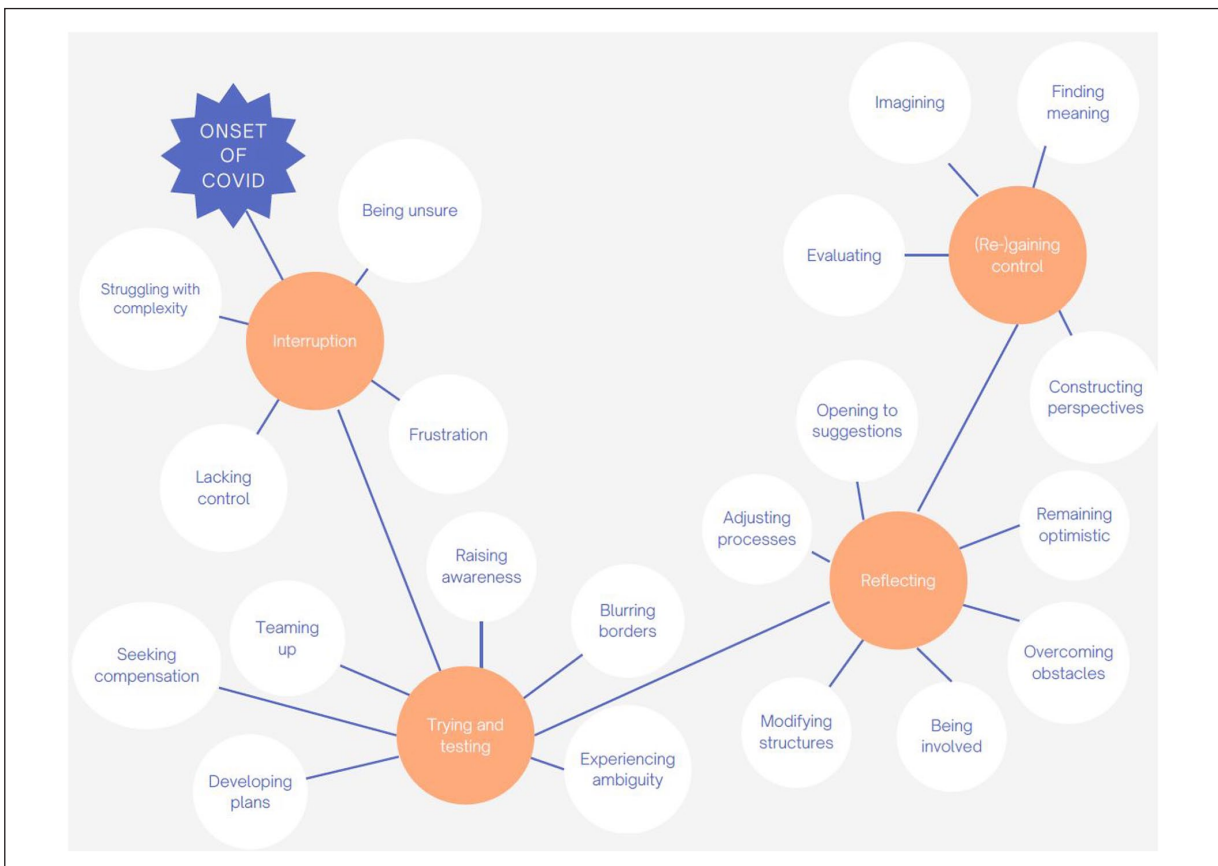 ONSET
OF
COVID
Being unsure
Struggling with
complexity
Interruption
Frustration
Lacking
control
Raising
awareness
Teaming
up
Blurring
borders
Seeking
compensation
Trying and
testing
Experiencing
ambiguity
Developing
plans
Imagining
Finding
meaning
Evaluating
(Re-)gaining
control
Constructing
perspectives
Opening to
suggestions
Adjusting
processes
Remaining
optimistic
Reflecting
Overcoming
obstacles
Modifying
structures
Being
involved